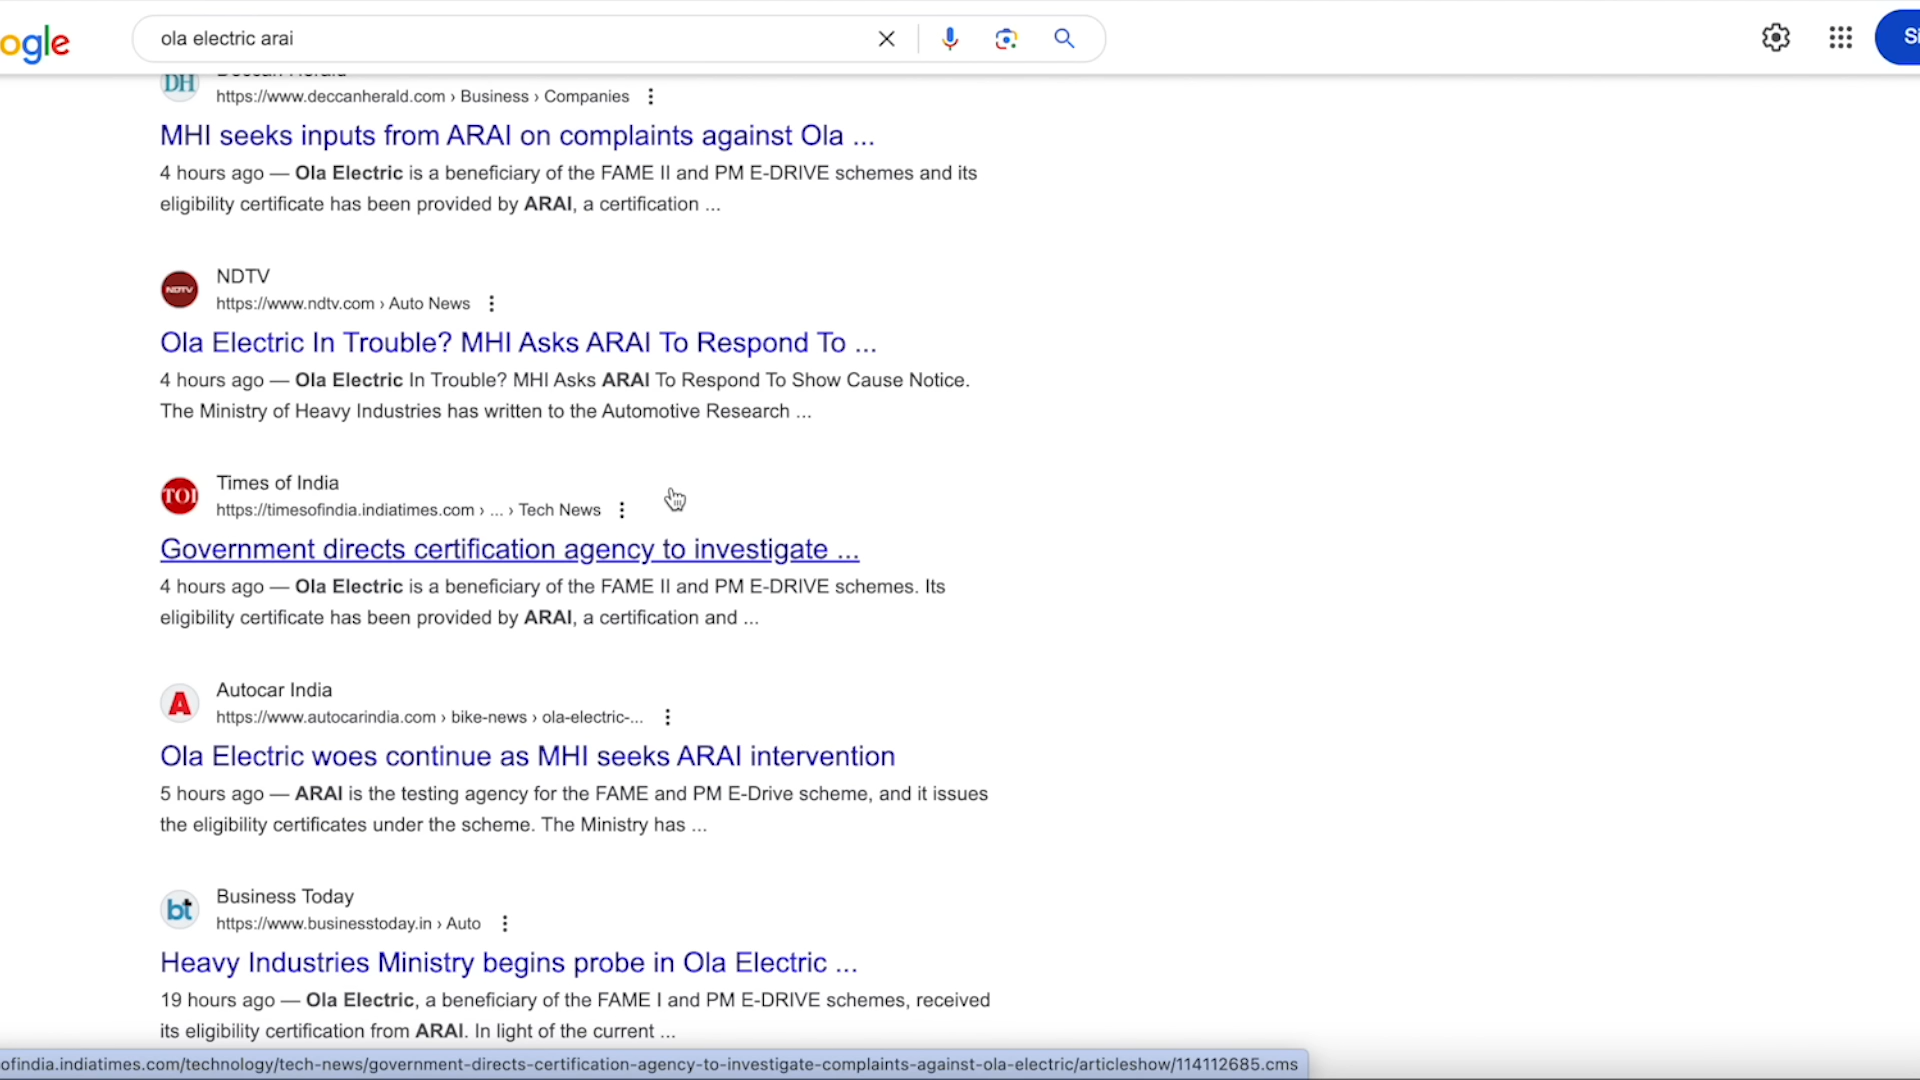 ogle
ola electric arai
Si
DH
Deccan Herald
https://www.deccanherald.com › Business › Companies
MHI seeks inputs from ARAI on complaints against Ola ...
4 hours ago — Ola Electric is a beneficiary of the FAME II and PM E-DRIVE schemes and its
eligibility certificate has been provided by ARAI, a certification ...
NDTV
NDTV
https://www.ndtv.com › Auto News
Ola Electric In Trouble? MHI Asks ARAI To Respond To ...
4 hours ago — Ola Electric In Trouble? MHI Asks ARAI To Respond To Show Cause Notice.
The Ministry of Heavy Industries has written to the Automotive Research ...
TOI
Times of India
https://timesofindia.indiatimes.com › ... › Tech News
Government directs certification agency to investigate ...
4 hours ago — Ola Electric is a beneficiary of the FAME II and PM E-DRIVE schemes. Its
eligibility certificate has been provided by ARAI, a certification and ...
A
Autocar India
https://www.autocarindia.com › bike-news › ola-electric-...
Ola Electric woes continue as MHI seeks ARAI intervention
5 hours ago — ARAI is the testing agency for the FAME and PM E-Drive scheme, and it issues
the eligibility certificates under the scheme. The Ministry has ...
bt
Business Today
https://www.businesstoday.in › Auto
Heavy Industries Ministry begins probe in Ola Electric ...
19 hours ago — Ola Electric, a beneficiary of the FAME I and PM E-DRIVE schemes, received
its eligibility certification from ARAI. In light of the current ...
ofindia.indiatimes.com/technology/tech-news/government-directs-certification-agency-to-investigate-complaints-against-ola-electric/articleshow/114112685.cms